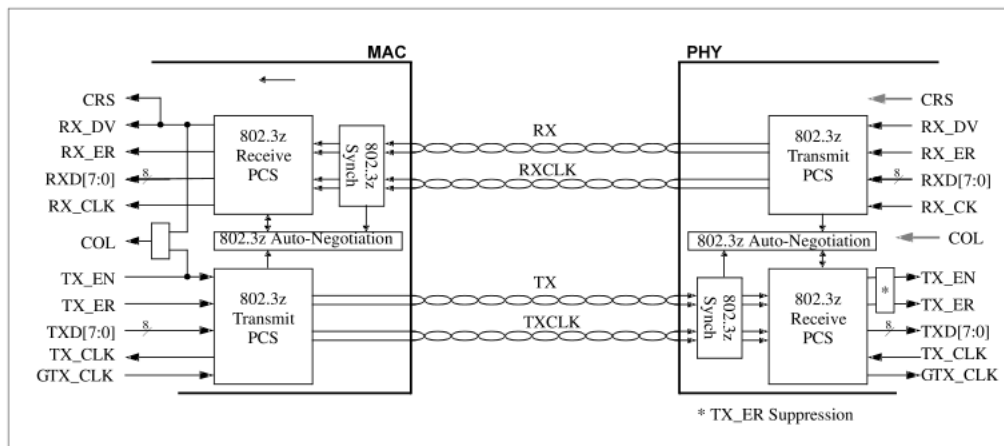 MAC
PHY
CRS
RX_DV
RX_ER
RXD[7:0]
8
RX_CLK
COL
TX_EN
TX_ER
TXD[7:0]
8
TX_CLK
GTX_CLK
802.3z
Receive
PCS
802.3z
Synch
802.3z Auto-Negotiation
802.3z
Transmit
PCS
RX
RXCLK
TX
TXCLK
802.3z
Transmit
PCS
802.3z Auto-Negotiation
802.3z
Synch
802.3z
Receive
PCS
*
CRS
RX_DV
RX_ER
8
RXD[7:0]
RX_CK
COL
TX_EN
TX_ER
8
TXD[7:0]
TX_CLK
GTX_CLK
* TX_ER Suppression